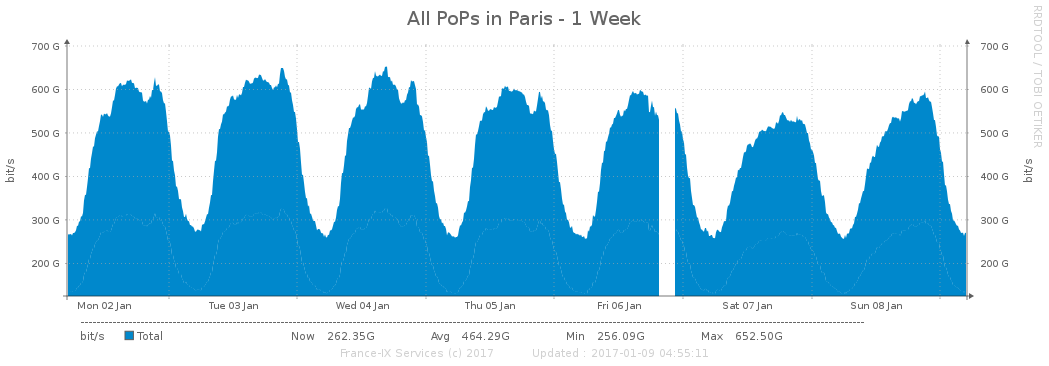 All PoPs in Paris - 1 Week
RRDTOOL / TOBI OETIKER
700 G 700 G
600 G 600 G
500 G 500 G
400 G 400 G
300 G 300 G
200 G 200 G
bit/s bit/s
Mon 02 Jan Tue 03 Jan Wed 04 Jan Thu 05 Jan Fri 06 Jan Sat 07 Jan Sun 08 Jan
bit/s Total Now 262.35G Avg 464.29G Min 256.09G Max 652.50G
France-IX Services (c) 2017 Updated : 2017-01-09 04:55:11